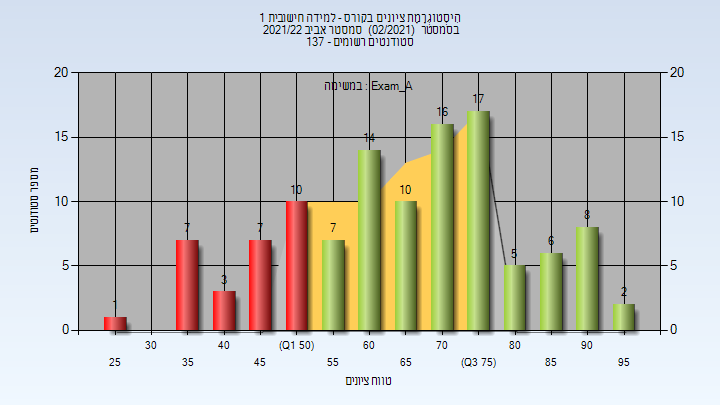 היסטוגרמת ציונים בקורס - למידה חישובית 1
בסמסטר (02/2021) סמסטר אביב 2021/22
סטודנטים רשומים - 137
במשימה : Exam_A
מספר סטודנטים
20 20
15 15
10 10
5 5
0 0
1 7 3 7 10 7 14 10 16 17 5 6 8 2
30 40 (Q1 50) 60 70 80 90
25 35 45 55 65 (Q3 75) 85 95
טווח ציונים